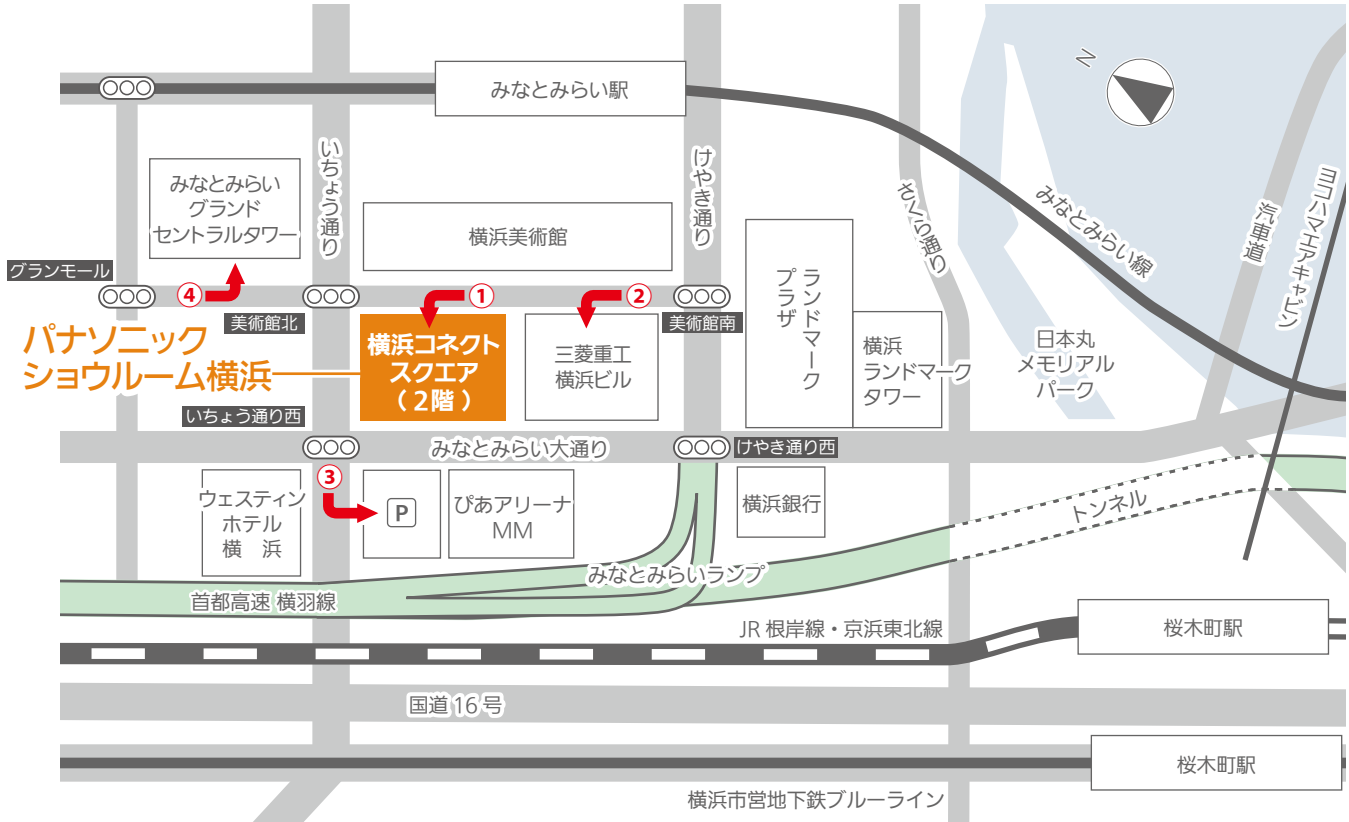 みなとみらい駅
N
いちょう通り
けやき通り
さくら通り
みなとみらい線
汽車道
ヨコハマエアキャビン
みなとみらい
グランド
セントラルタワー
横浜美術館
グランモール
④
①
②
美術館北
美術館南
パナソニック
ショウルーム横浜
横浜コネクト
スクエア
(2階)
三菱重工
横浜ビル
ランドマーク
プラザ
横浜
ランドマーク
タワー
日本丸
メモリアル
パーク
いちょう通り西
みなとみらい大通り
けやき通り西
③
ウェスティン
ホテル
横 浜
P
ぴあアリーナ
MM
横浜銀行
トンネル
みなとみらいランプ
首都高速 横羽線
JR 根岸線・京浜東北線
桜木町駅
国道16号
桜木町駅
横浜市営地下鉄ブルーライン